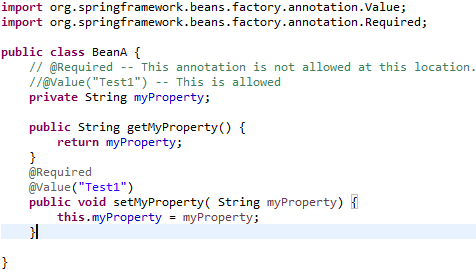 import org.springframework.beans.factory.annotation.Value;
import org.springframework.beans.factory.annotation.Required;

public class BeanA {
    // @Required -- This annotation is not allowed at this location.
    //@Value("Test1") -- This is allowed
    private String myProperty;

    public String getMyProperty() {
        return myProperty;
    }
    @Required
    @Value("Test1")
    public void setMyProperty( String myProperty) {
        this.myProperty = myProperty;
    }

}